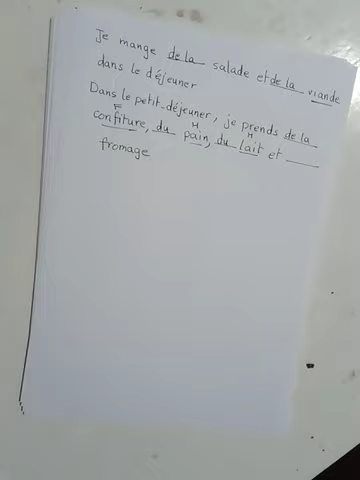 Je mange de la salade et de la viande
dans le déjeuner
Dans le petit-déjeuner, je prends de la
F M M
confiture, du pain, du lait et ____
fromage